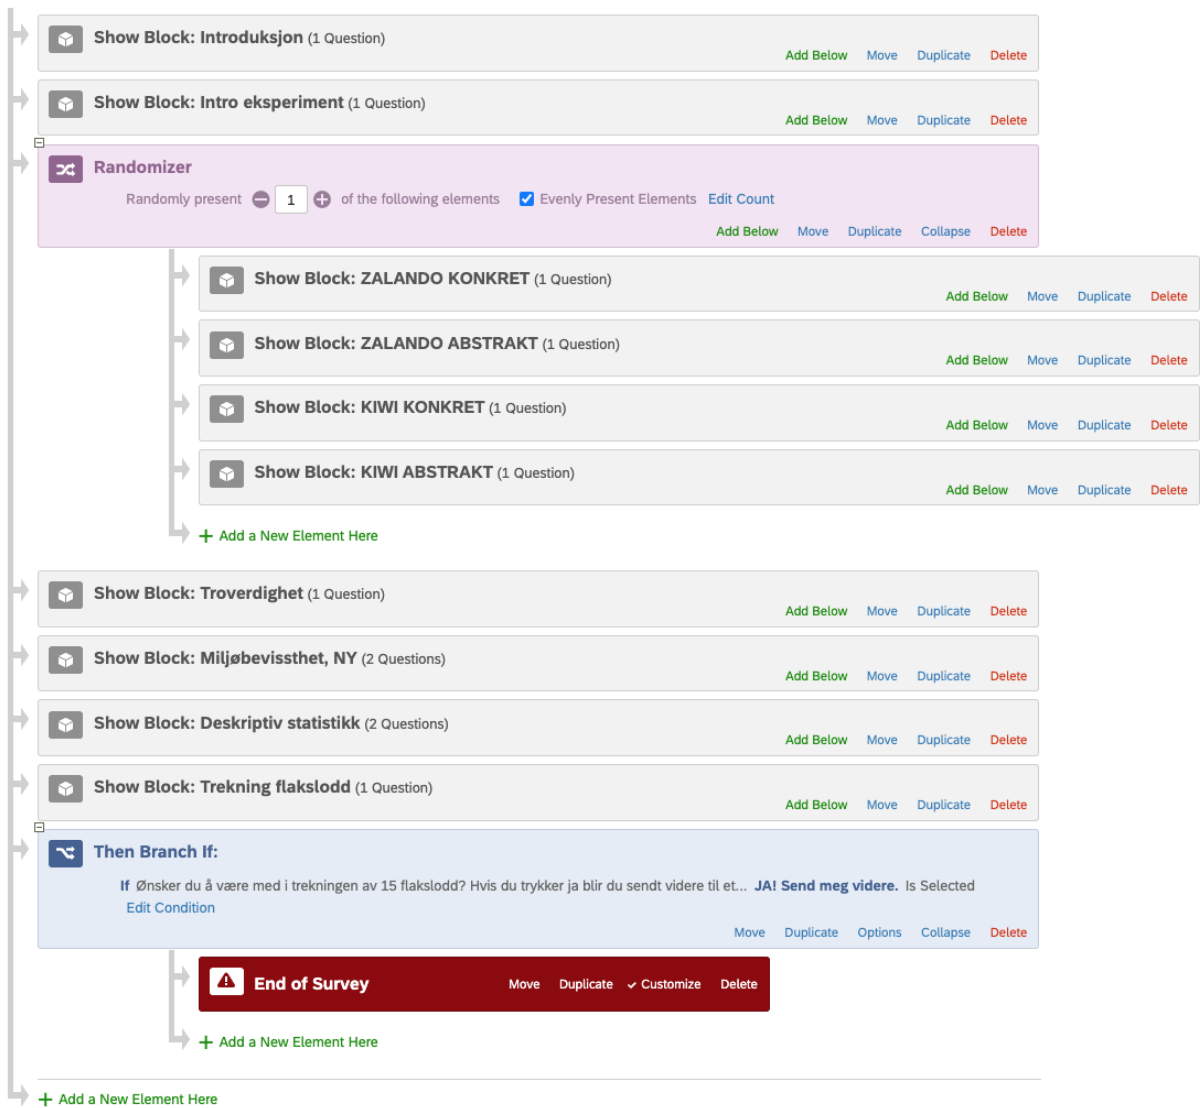 Show Block: Introduksjon (1 Question)
Add Below Move Duplicate Delete
Show Block: Intro eksperiment (1 Question)
Add Below Move Duplicate Delete
Randomizer
Randomly present 1 of the following elements Evenly Present Elements Edit Count
Add Below Move Duplicate Collapse Delete
Show Block: ZALANDO KONKRET (1 Question)
Add Below Move Duplicate Delete
Show Block: ZALANDO ABSTRAKT (1 Question)
Add Below Move Duplicate Delete
Show Block: KIWI KONKRET (1 Question)
Add Below Move Duplicate Delete
Show Block: KIWI ABSTRAKT (1 Question)
Add Below Move Duplicate Delete
+ Add a New Element Here
Show Block: Troverdighet (1 Question)
Add Below Move Duplicate Delete
Show Block: Miljøbevissthet, NY (2 Questions)
Add Below Move Duplicate Delete
Show Block: Deskriptiv statistikk (2 Questions)
Add Below Move Duplicate Delete
Show Block: Trekning flakslodd (1 Question)
Add Below Move Duplicate Delete
Then Branch If:
If Ønsker du å være med i trekningen av 15 flakslodd? Hvis du trykker ja blir du sendt videre til et... JA! Send meg videre. Is Selected
Edit Condition
Move Duplicate Options Collapse Delete
End of Survey Move Duplicate ✓ Customize Delete
+ Add a New Element Here
+ Add a New Element Here